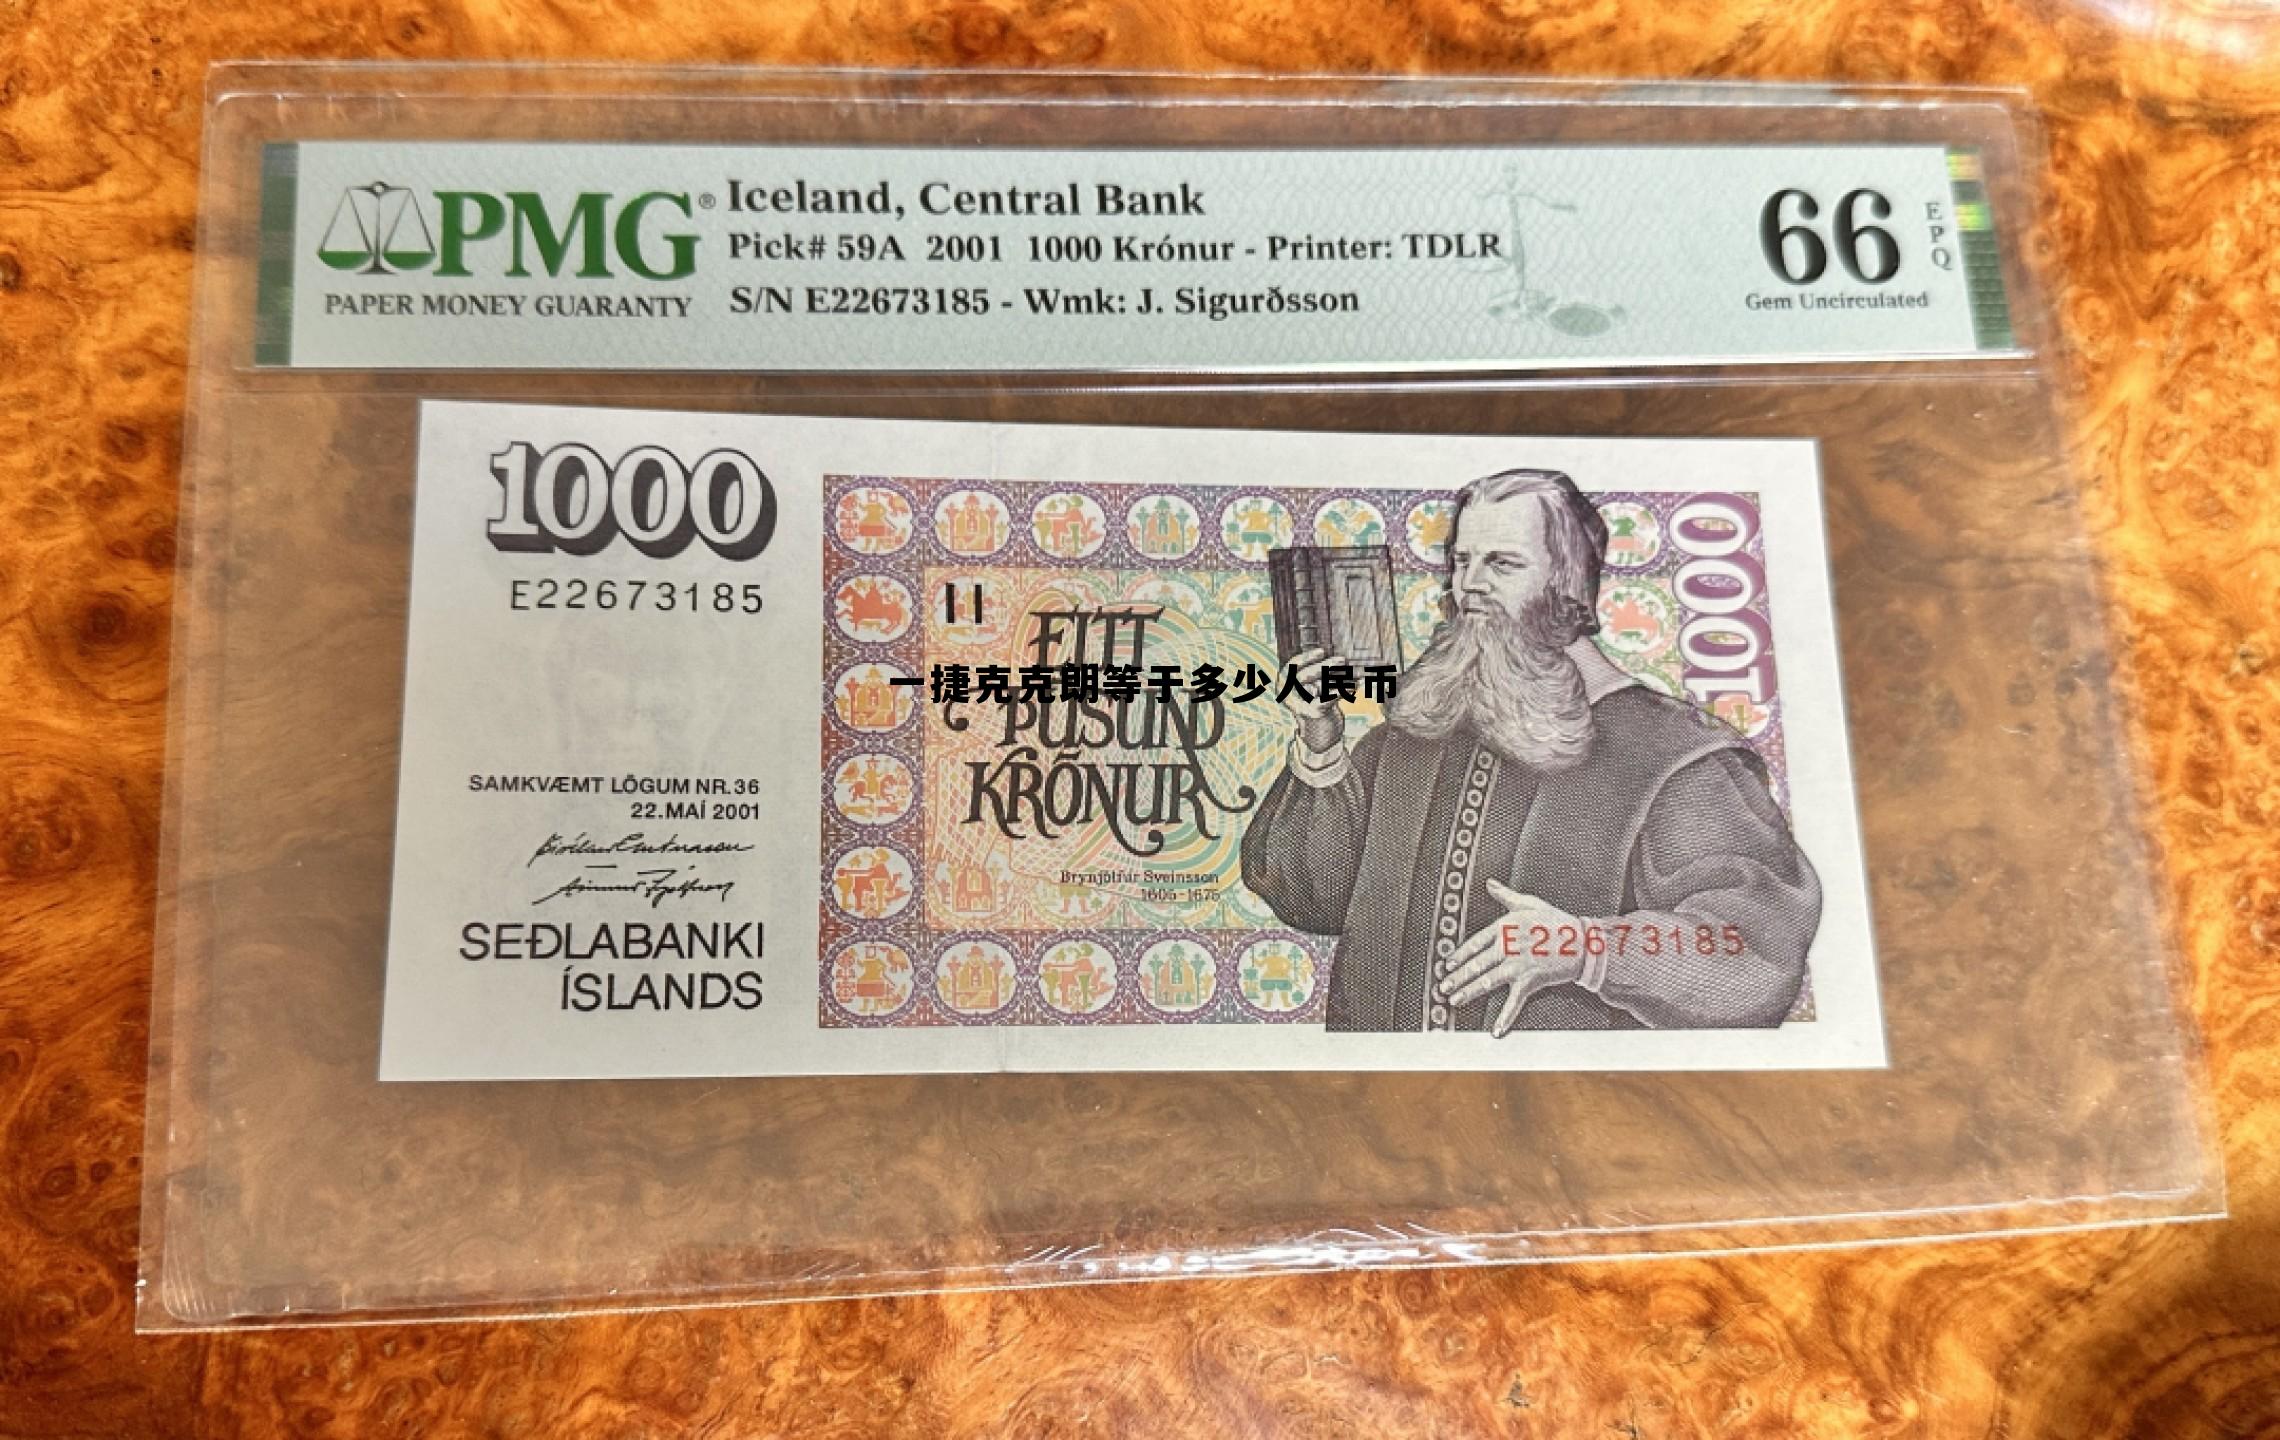 PMG® Iceland, Central Bank
Pick# 59A 2001 1000 Krónur - Printer: TDLR
PAPER MONEY GUARANTY
S/N E22673185 - Wmk: J. Sigurðsson
66
EPQ
Gem Uncirculated
1000
E22673185
SAMKVÆMT LÖGUM NR.36
22.MAÍ 2001
SEÐLABANKI
ÍSLANDS
EITT
ÞÚSUND
KRÓNUR
一捷克克朗等于多少人民币
Brynjólfur Sveinsson
1605-1675
1000
E22673185